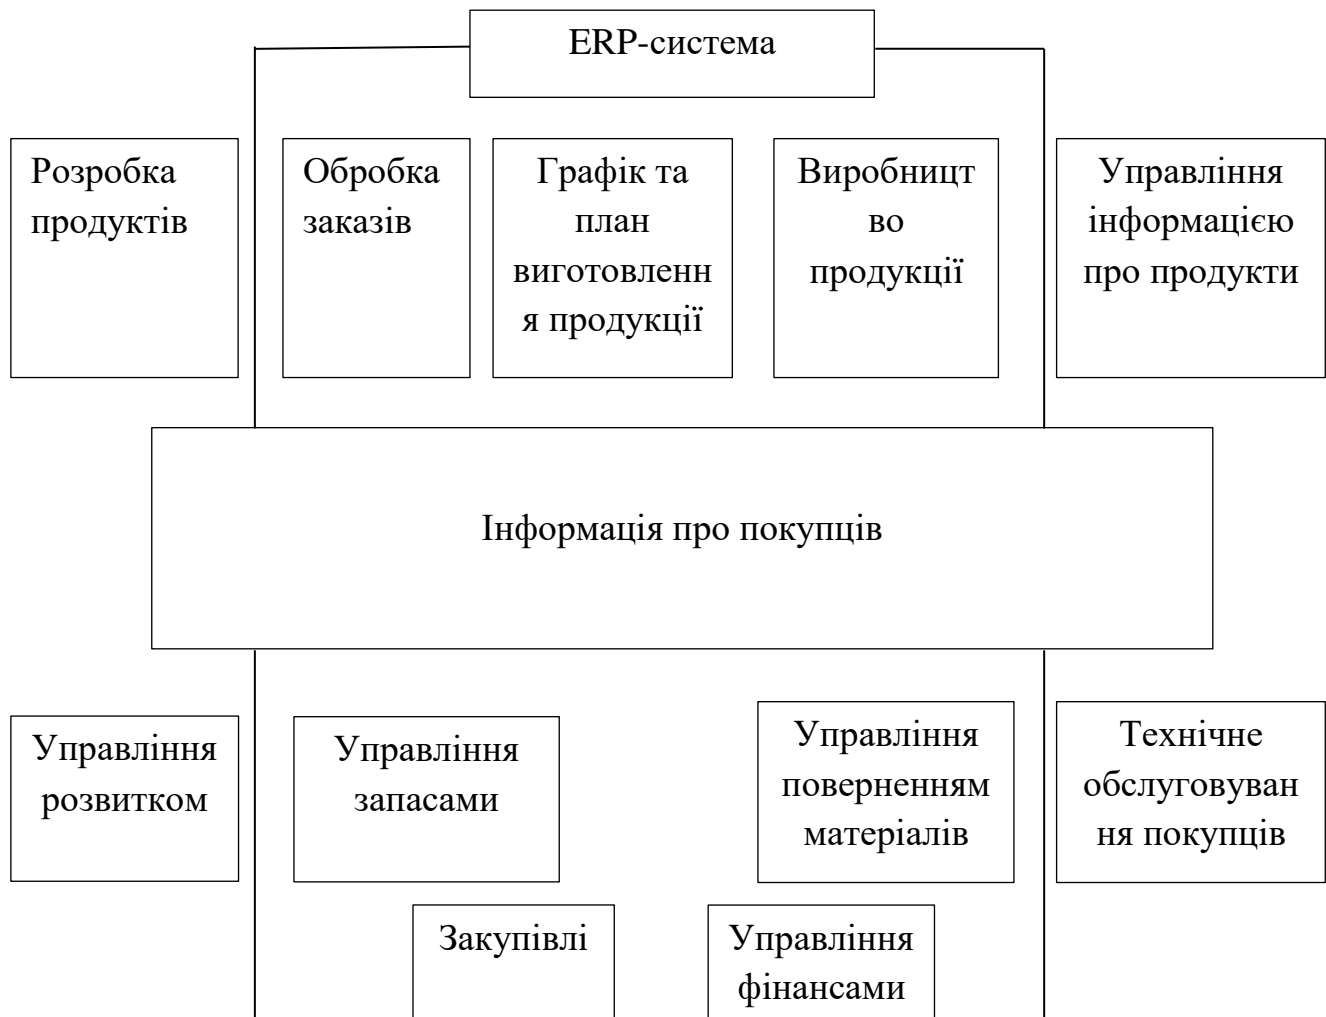 ERP-система
Розробка
продуктів
Обробка
заказів
Графік та
план
виготовленн
я продукції
Виробницт
во
продукції
Управління
інформацією
про продукти
Інформація про покупців
Управління
розвитком
Управління
запасами
Управління
поверненням
матеріалів
Технічне
обслуговуван
ня покупців
Закупівлі
Управління
фінансами